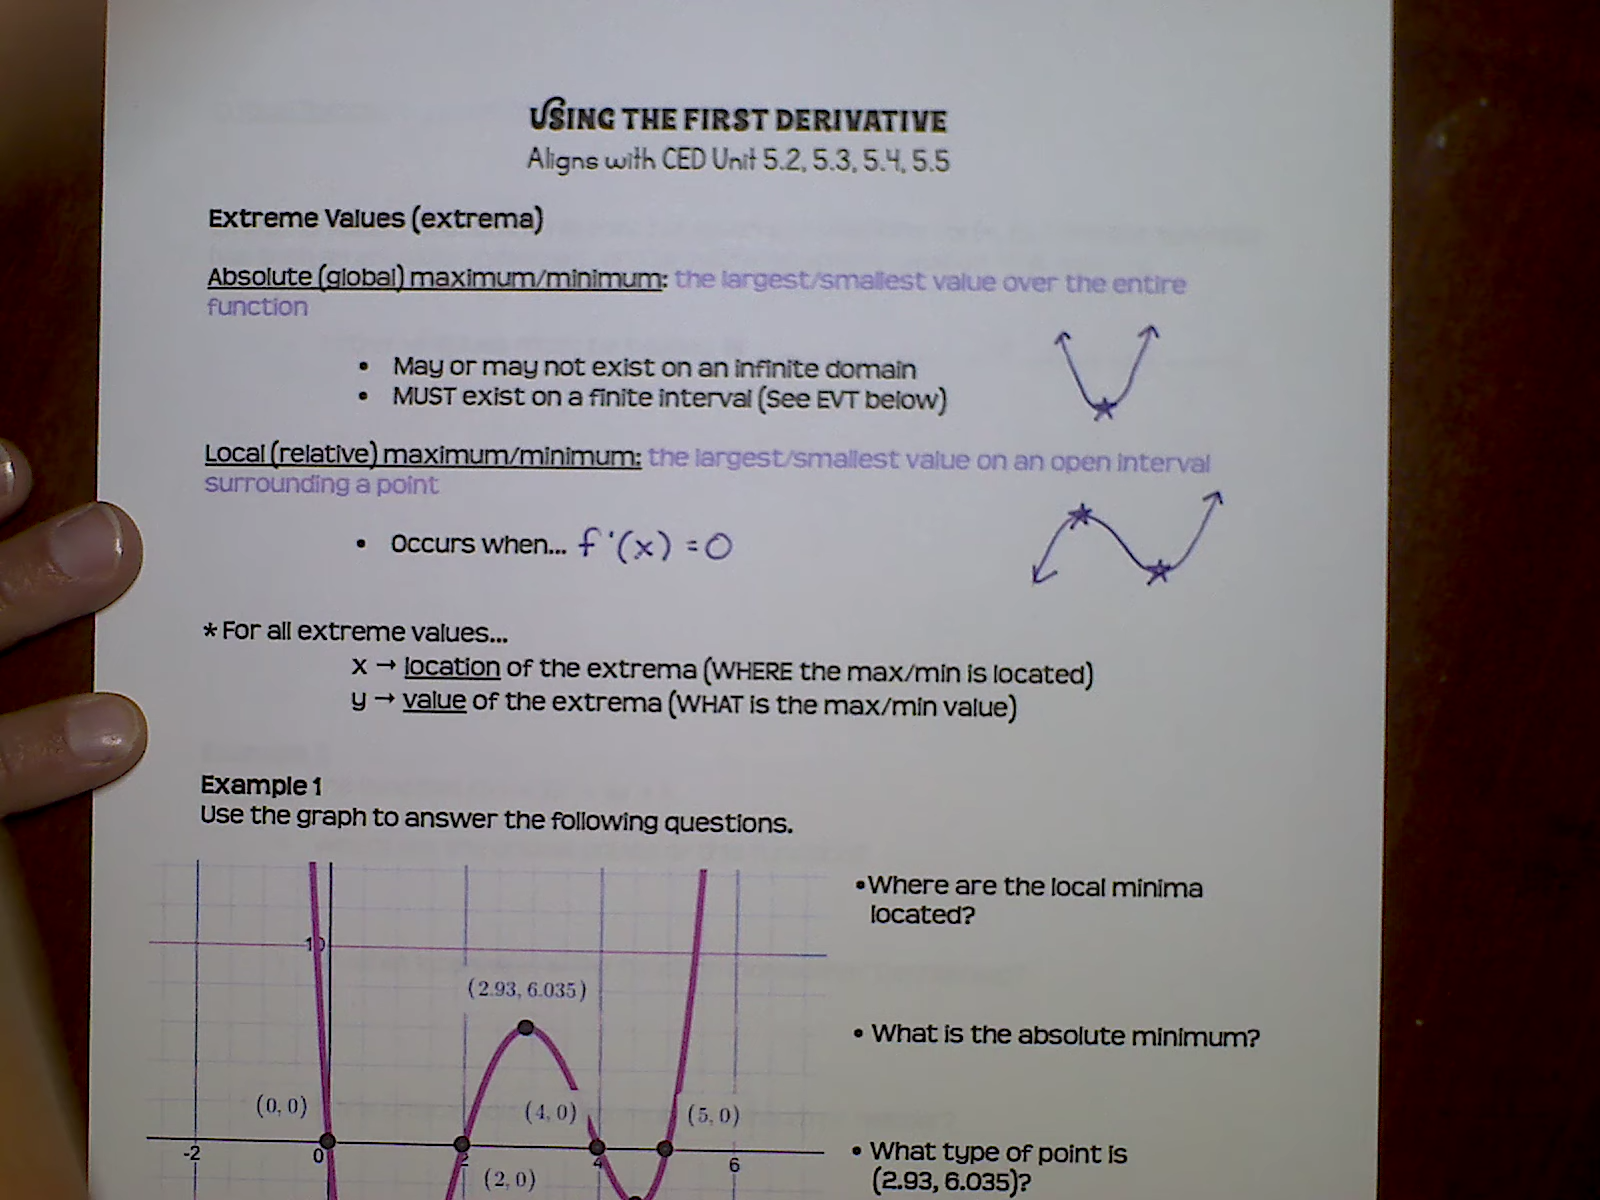 USING THE FIRST DERIVATIVE
Aligns with CED Unit 5.2, 5.3, 5.4, 5.5
Extreme Values (extrema)
Absolute (global) maximum/minimum: the largest/smallest value over the entire
function
• May or may not exist on an infinite domain
• MUST exist on a finite interval (See EVT below)
Local (relative) maximum/minimum: the largest/smallest value on an open interval
surrounding a point
• Occurs when... f'(x) = 0
* For all extreme values...
x → location of the extrema (WHERE the max/min is located)
y → value of the extrema (WHAT is the max/min value)
Example 1
Use the graph to answer the following questions.
• Where are the local minima
located?
10
(2.93, 6.035)
• What is the absolute minimum?
(0, 0)
(4, 0)
(5, 0)
-2
0
2
4
6
(2, 0)
• What type of point is
(2.93, 6.035)?